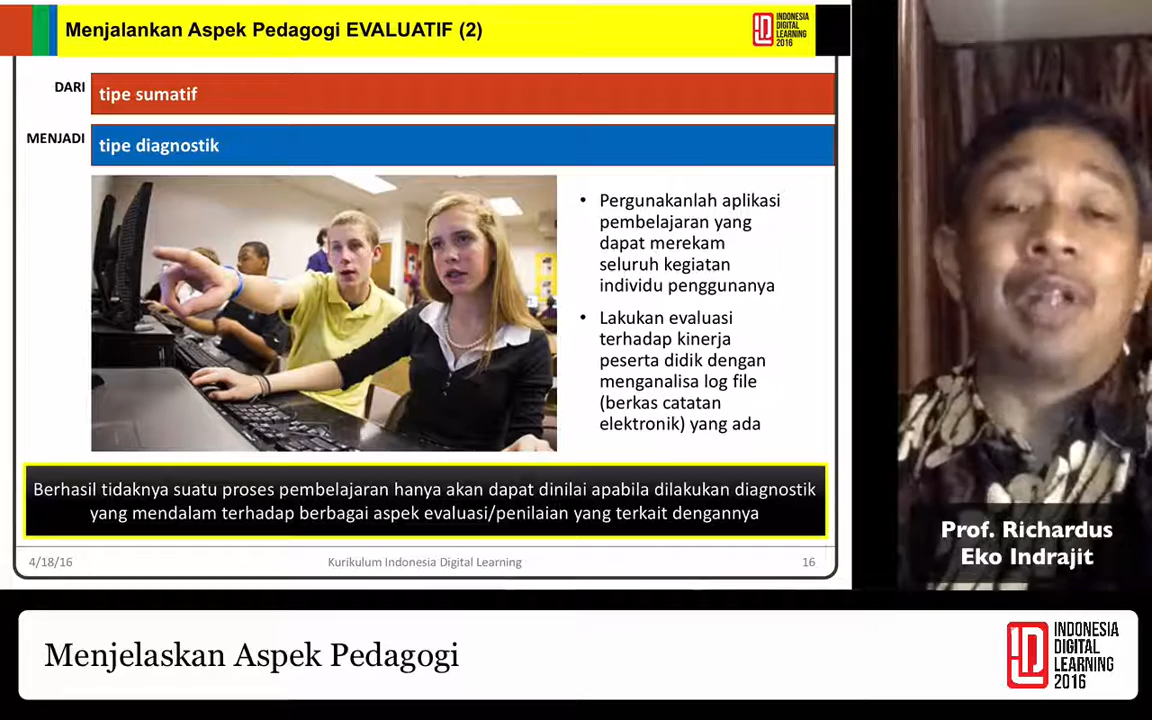 Menjalankan Aspek Pedagogi EVALUATIF (2)
INDONESIA
DIGITAL
LEARNING
2016
DARI
tipe sumatif
MENJADI
tipe diagnostik
• Pergunakanlah aplikasi
pembelajaran yang
dapat merekam
seluruh kegiatan
individu penggunanya
• Lakukan evaluasi
terhadap kinerja
peserta didik dengan
menganalisa log file
(berkas catatan
elektronik) yang ada
Berhasil tidaknya suatu proses pembelajaran hanya akan dapat dinilai apabila dilakukan diagnostik
yang mendalam terhadap berbagai aspek evaluasi/penilaian yang terkait dengannya
4/18/16
Kurikulum Indonesia Digital Learning
16
Prof. Richardus
Eko Indrajit
Menjelaskan Aspek Pedagogi
INDONESIA
DIGITAL
LEARNING
2016